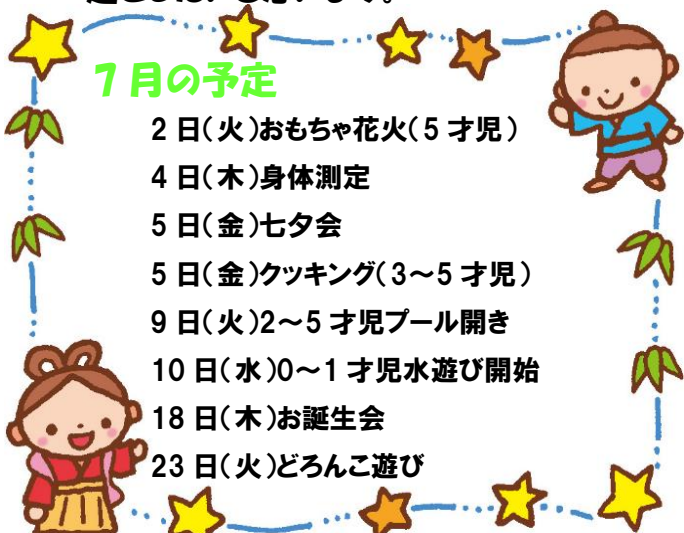 7月の予定
2日(火)おもちゃ花火(5才児)
4日(木)身体測定
5日(金)七夕会
5日(金)クッキング(3～5才児)
9日(火)2～5才児プール開き
10日(水)0～1才児水遊び開始
18日(木)お誕生会
23日(火)どろんこ遊び